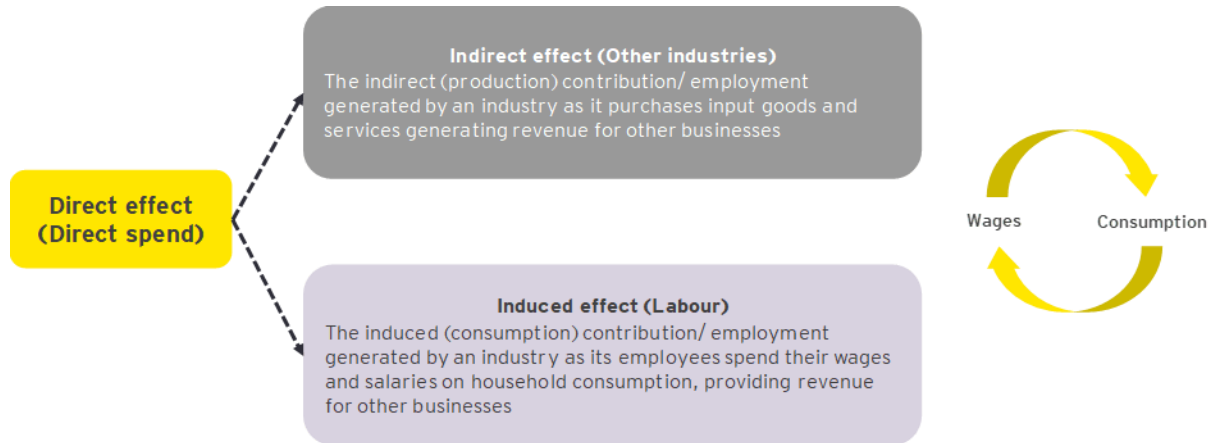 Indirect effect (Other industries)
The indirect (production) contribution/ employment
generated by an industry as it purchases input goods and
services generating revenue for other businesses
Direct effect
(Direct spend)
Wages
Consumption
Induced effect (Labour)
The induced (consumption) contribution/ employment
generated by an industry as its employees spend their wages
and salaries on household consumption, providing revenue
for other businesses